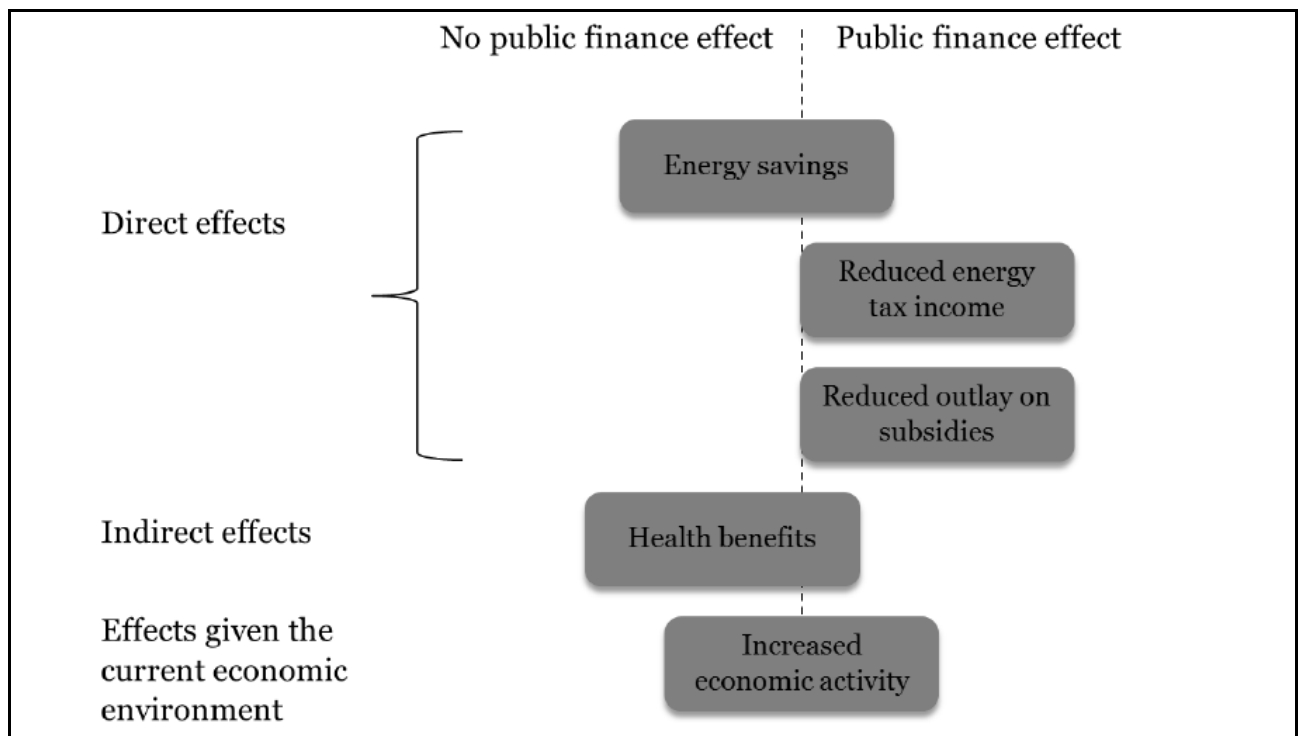 No public finance effect
Public finance effect
Energy savings
Direct effects
Reduced energy
tax income
Reduced outlay on
subsidies
Indirect effects
Health benefits
Effects given the
current economic
environment
Increased
economic activity